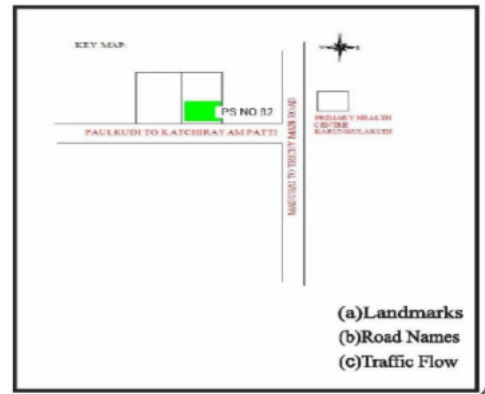 KEY MAP:
PS NO 82
PAULKUDI TO KATCHIRAYAM PATTI
MADURAI TO TRICHY MAIN ROAD
PRIMARY HEALTH
CENTRE
KARUNGULAKUDI
(a)Landmarks
(b)Road Names
(c)Traffic Flow